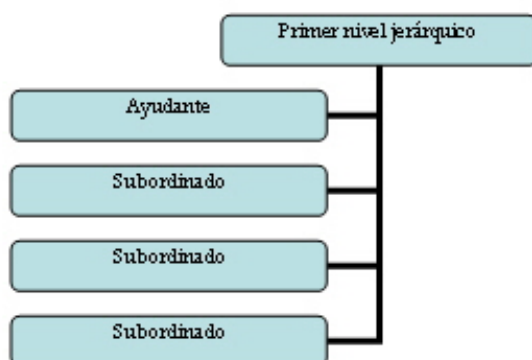 Primer nivel jerárquico
Ayudante
Subordinado
Subordinado
Subordinado